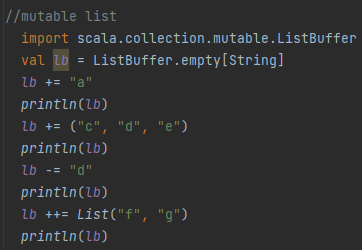 //mutable list
import scala.collection.mutable.ListBuffer
val lb = ListBuffer.empty[String]
lb += "a"
println(lb)
lb += ("c", "d", "e")
println(lb)
lb -= "d"
println(lb)
lb ++= List("f", "g")
println(lb)